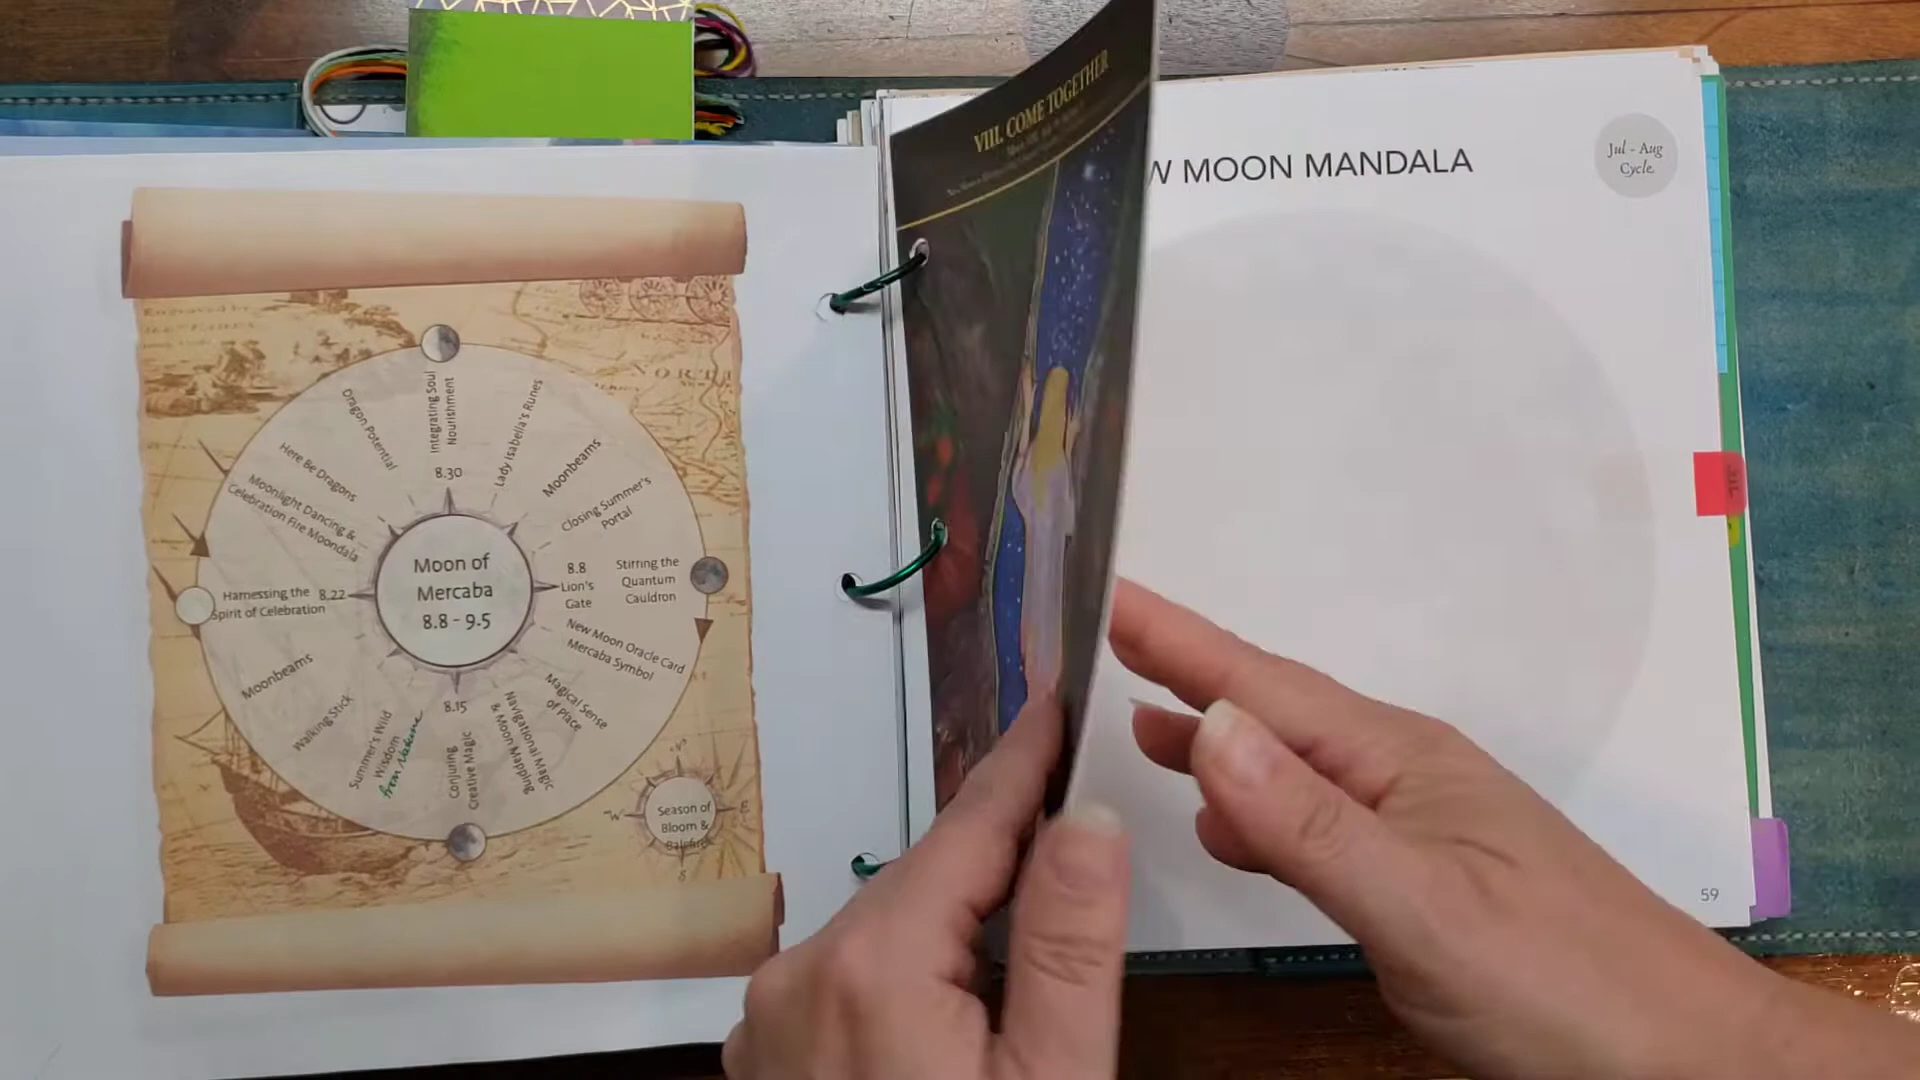 VIII. COME TOGETHER
W MOON MANDALA
Jul - Aug
Cycle
NORTH
Integrating Soul
Nourishment
8.30
Lady Isabella's Runes
Moonbeams
Closing Summer's
Portal
8.8
Lion's
Gate
Stirring the
Quantum
Cauldron
New Moon Oracle Card
Mercaba Symbol
Magical Sense
of Place
Navigational Magic
& Moon Mapping
8.15
Conjuring
Creative Magic
Summer's Wild
Wisdom
from Nature
Walking Stick
Moonbeams
Harnessing the
Spirit of Celebration
8.22
Moonlight Dancing &
Celebration Fire Moondala
Here Be Dragons
Dragon Potential
Moon of
Mercaba
8.8 - 9.5
Season of
Bloom &
Balefire
W
E
S
JUL
59